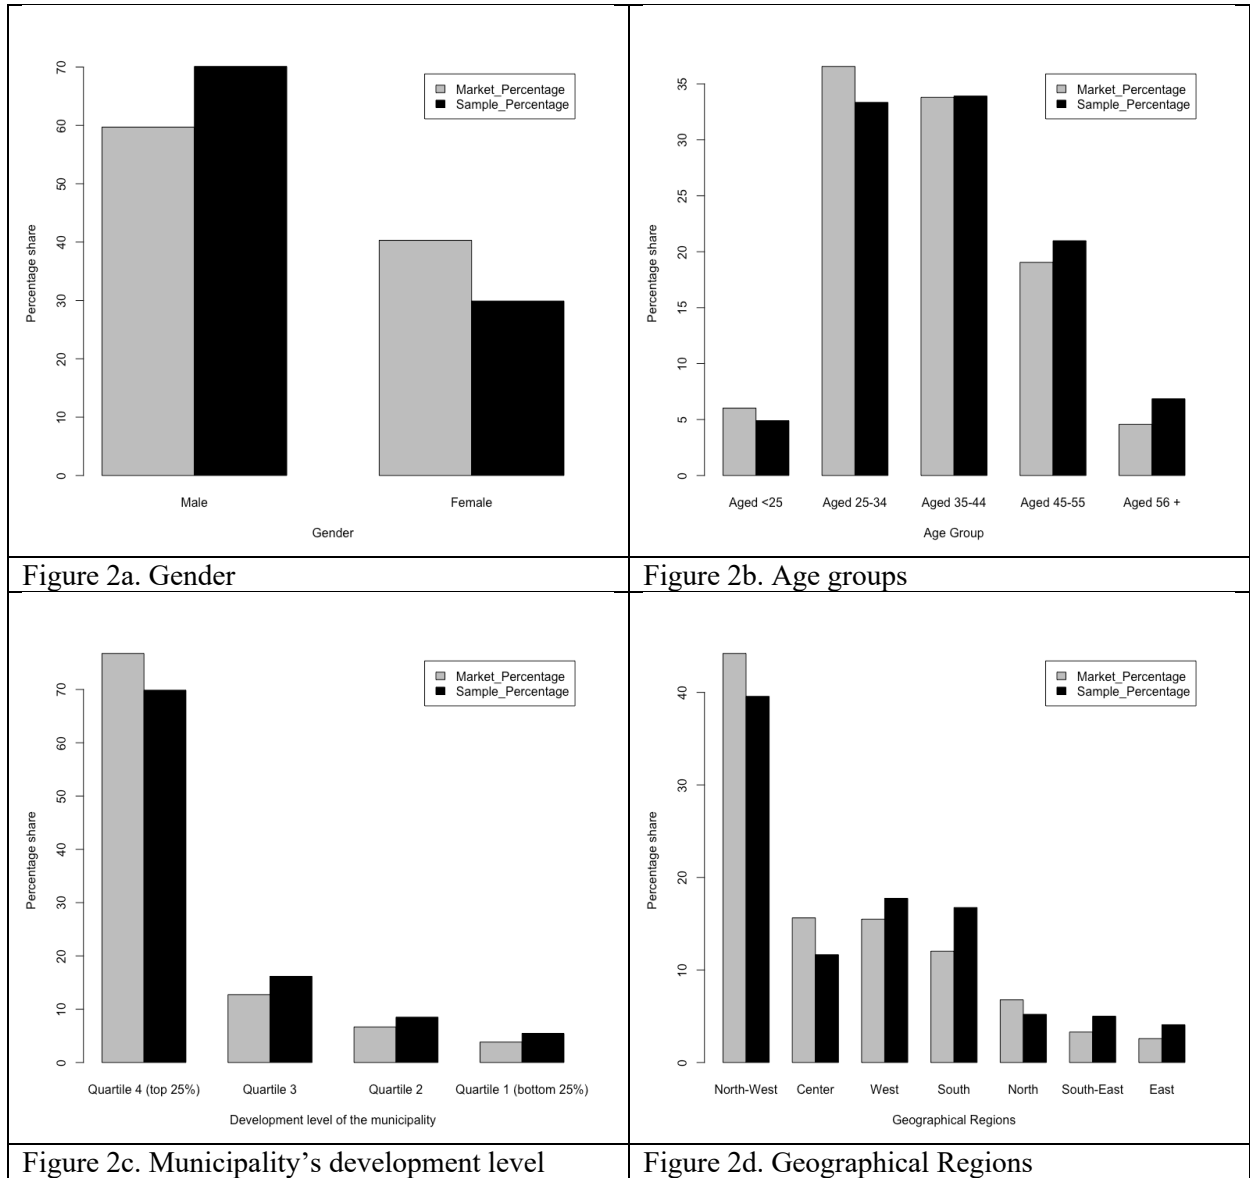 Percentage share
0
10
20
30
40
50
60
70
Market_Percentage
Sample_Percentage
Male
Female
Gender
Figure 2a. Gender
Percentage share
0
5
10
15
20
25
30
35
Market_Percentage
Sample_Percentage
Aged <25
Aged 25-34
Aged 35-44
Aged 45-55
Aged 56 +
Age Group
Figure 2b. Age groups
Percentage share
0
10
20
30
40
50
60
70
Market_Percentage
Sample_Percentage
Quartile 4 (top 25%)
Quartile 3
Quartile 2
Quartile 1 (bottom 25%)
Development level of the municipality
Figure 2c. Municipality’s development level
Percentage share
0
10
20
30
40
Market_Percentage
Sample_Percentage
North-West
Center
West
South
North
South-East
East
Geographical Regions
Figure 2d. Geographical Regions